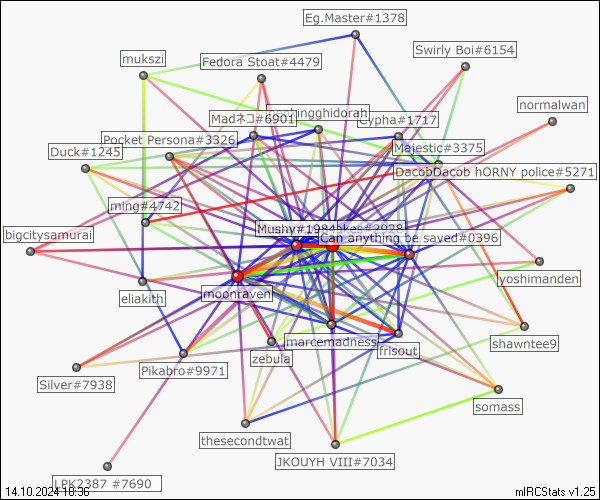 Eg.Master#1378
Swirly Boi#6154
mukszi
Fedora Stoat#4479
normalwan
Madネコ#6901
Cypha#1717
Pocket Persona#3326
Majestic#3375
Duck#1245
DacobDacob hORNY police#5271
ming#4742
bigcitysamurai
Can anything be saved#0396
yoshimanden
eliakith
moonraven
marcemadness
shawntee9
zebula
frisout
Pikabro#9971
Silver#7938
somass
thesecondtwat
JKOUYH VIII#7034
LPK2387 #7690
14.10.2024 18:36
mIRCStats v1.25